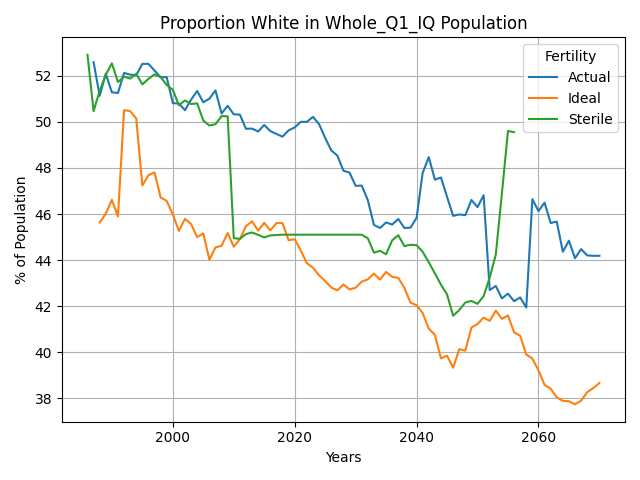 Proportion White in Whole_Q1_IQ Population
Fertility
Actual
Ideal
Sterile
% of Population
52
50
48
46
44
42
40
38
2000
2020
2040
2060
Years